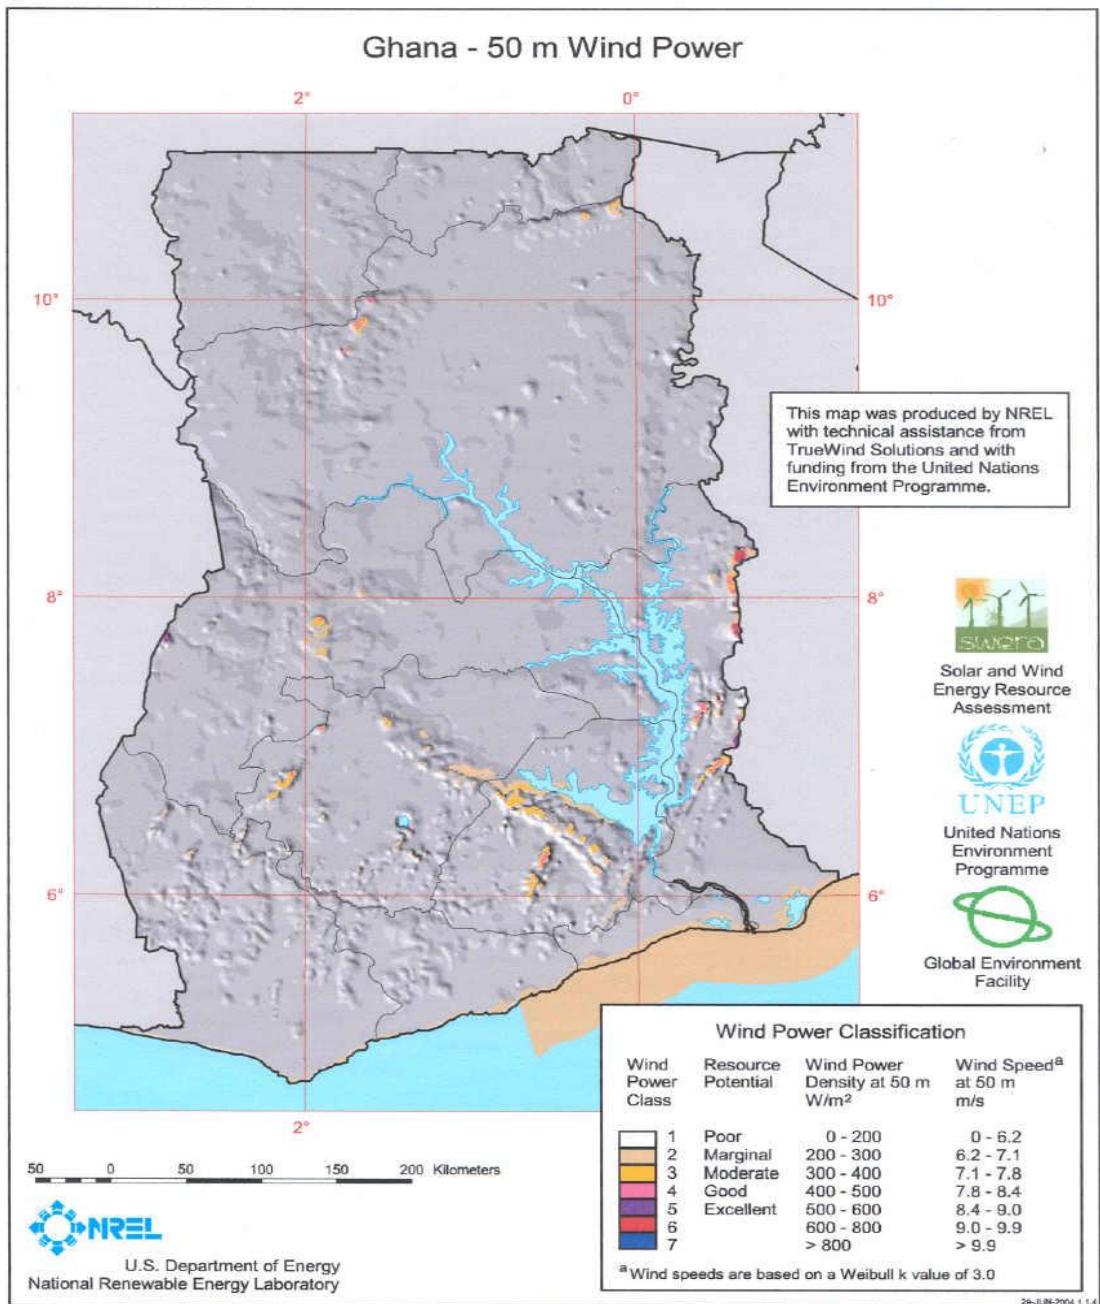 Ghana - 50 m Wind Power
2° 0°
10° 10°
This map was produced by NREL
with technical assistance from
TrueWind Solutions and with
funding from the United Nations
Environment Programme.
8° 8°
swera
Solar and Wind
Energy Resource
Assessment
UNEP
United Nations
Environment
Programme
6° 6°
Global Environment
Facility
2°
Wind Power Classification
Wind Resource Wind Power Wind Speedᵃ
Power Potential Density at 50 m at 50 m
Class W/m² m/s
1 Poor 0 - 200 0 - 6.2
2 Marginal 200 - 300 6.2 - 7.1
3 Moderate 300 - 400 7.1 - 7.8
4 Good 400 - 500 7.8 - 8.4
5 Excellent 500 - 600 8.4 - 9.0
6 600 - 800 9.0 - 9.9
7 > 800 > 9.9
ᵃ Wind speeds are based on a Weibull k value of 3.0
50 0 50 100 150 200 Kilometers
NREL
U.S. Department of Energy
National Renewable Energy Laboratory